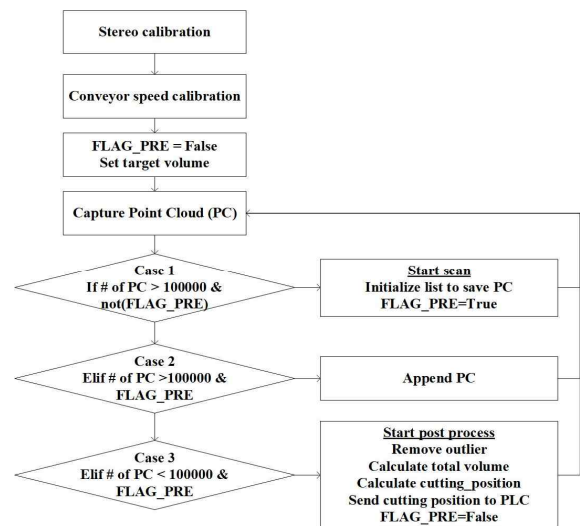 Stereo calibration
Conveyor speed calibration
FLAG_PRE = False
Set target volume
Capture Point Cloud (PC)
Case 1
If # of PC > 100000 &
not(FLAG_PRE)
Start scan
Initialize list to save PC
FLAG_PRE=True
Case 2
Elif # of PC >100000 &
FLAG_PRE
Append PC
Case 3
Elif # of PC < 100000 &
FLAG_PRE
Start post process
Remove outlier
Calculate total volume
Calculate cutting_position
Send cutting position to PLC
FLAG_PRE=False